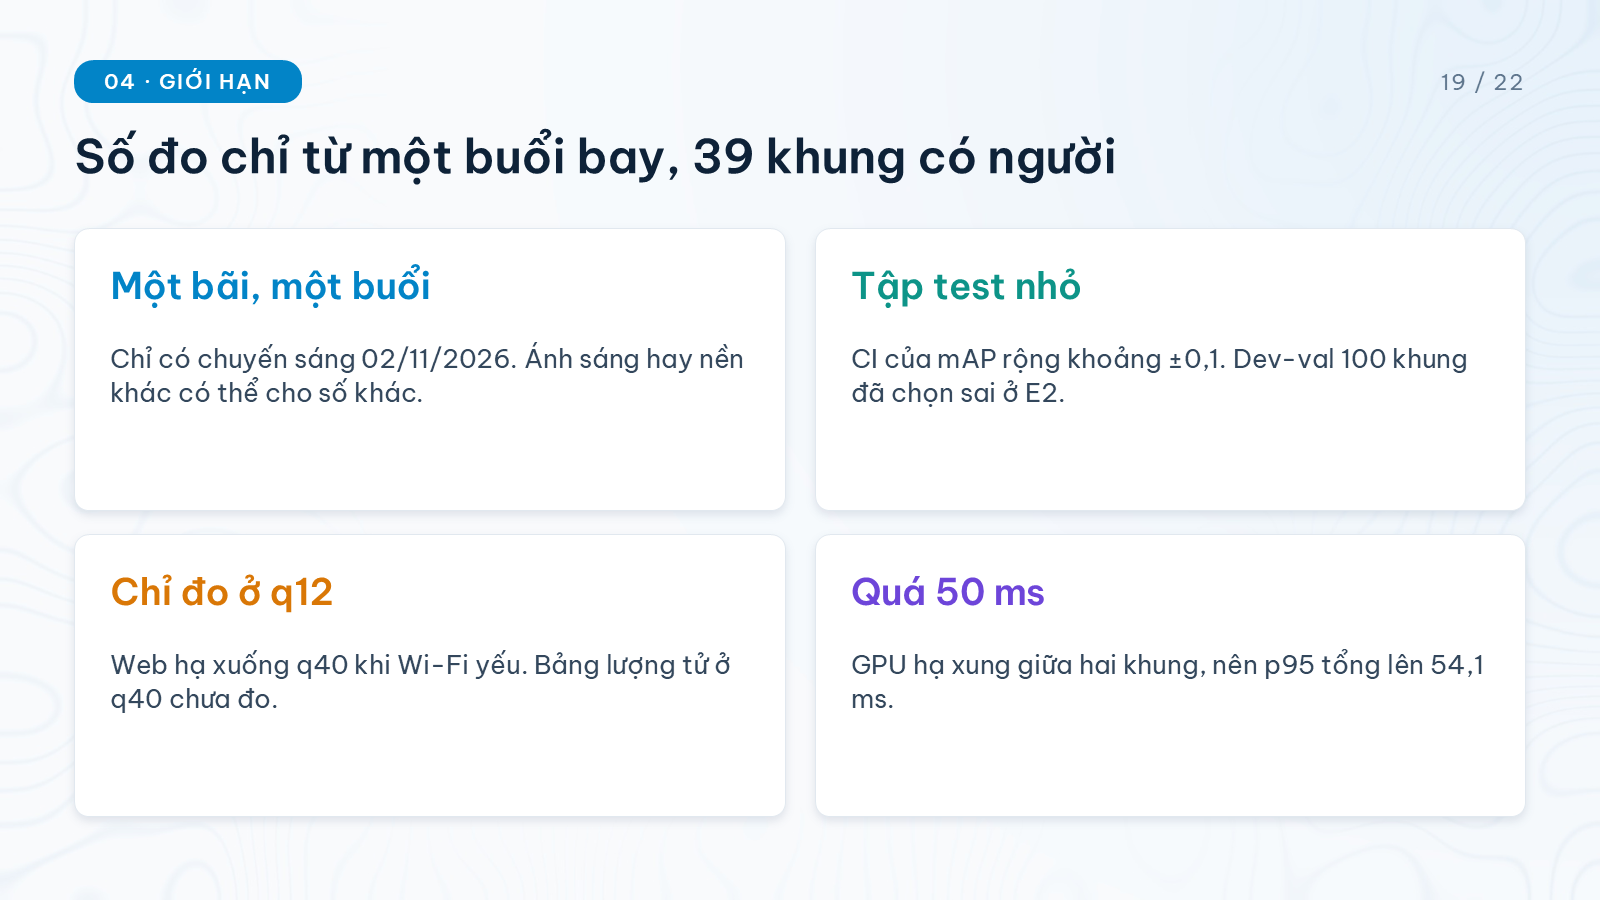 04 · GIỚI HẠN
19 / 22
Số đo chỉ từ một buổi bay, 39 khung có người
Một bãi, một buổi
Chỉ có chuyến sáng 02/11/2026. Ánh sáng hay nền
khác có thể cho số khác.
Tập test nhỏ
CI của mAP rộng khoảng ±0,1. Dev-val 100 khung
đã chọn sai ở E2.
Chỉ đo ở q12
Web hạ xuống q40 khi Wi-Fi yếu. Bảng lượng tử ở
q40 chưa đo.
Quá 50 ms
GPU hạ xung giữa hai khung, nên p95 tổng lên 54,1
ms.